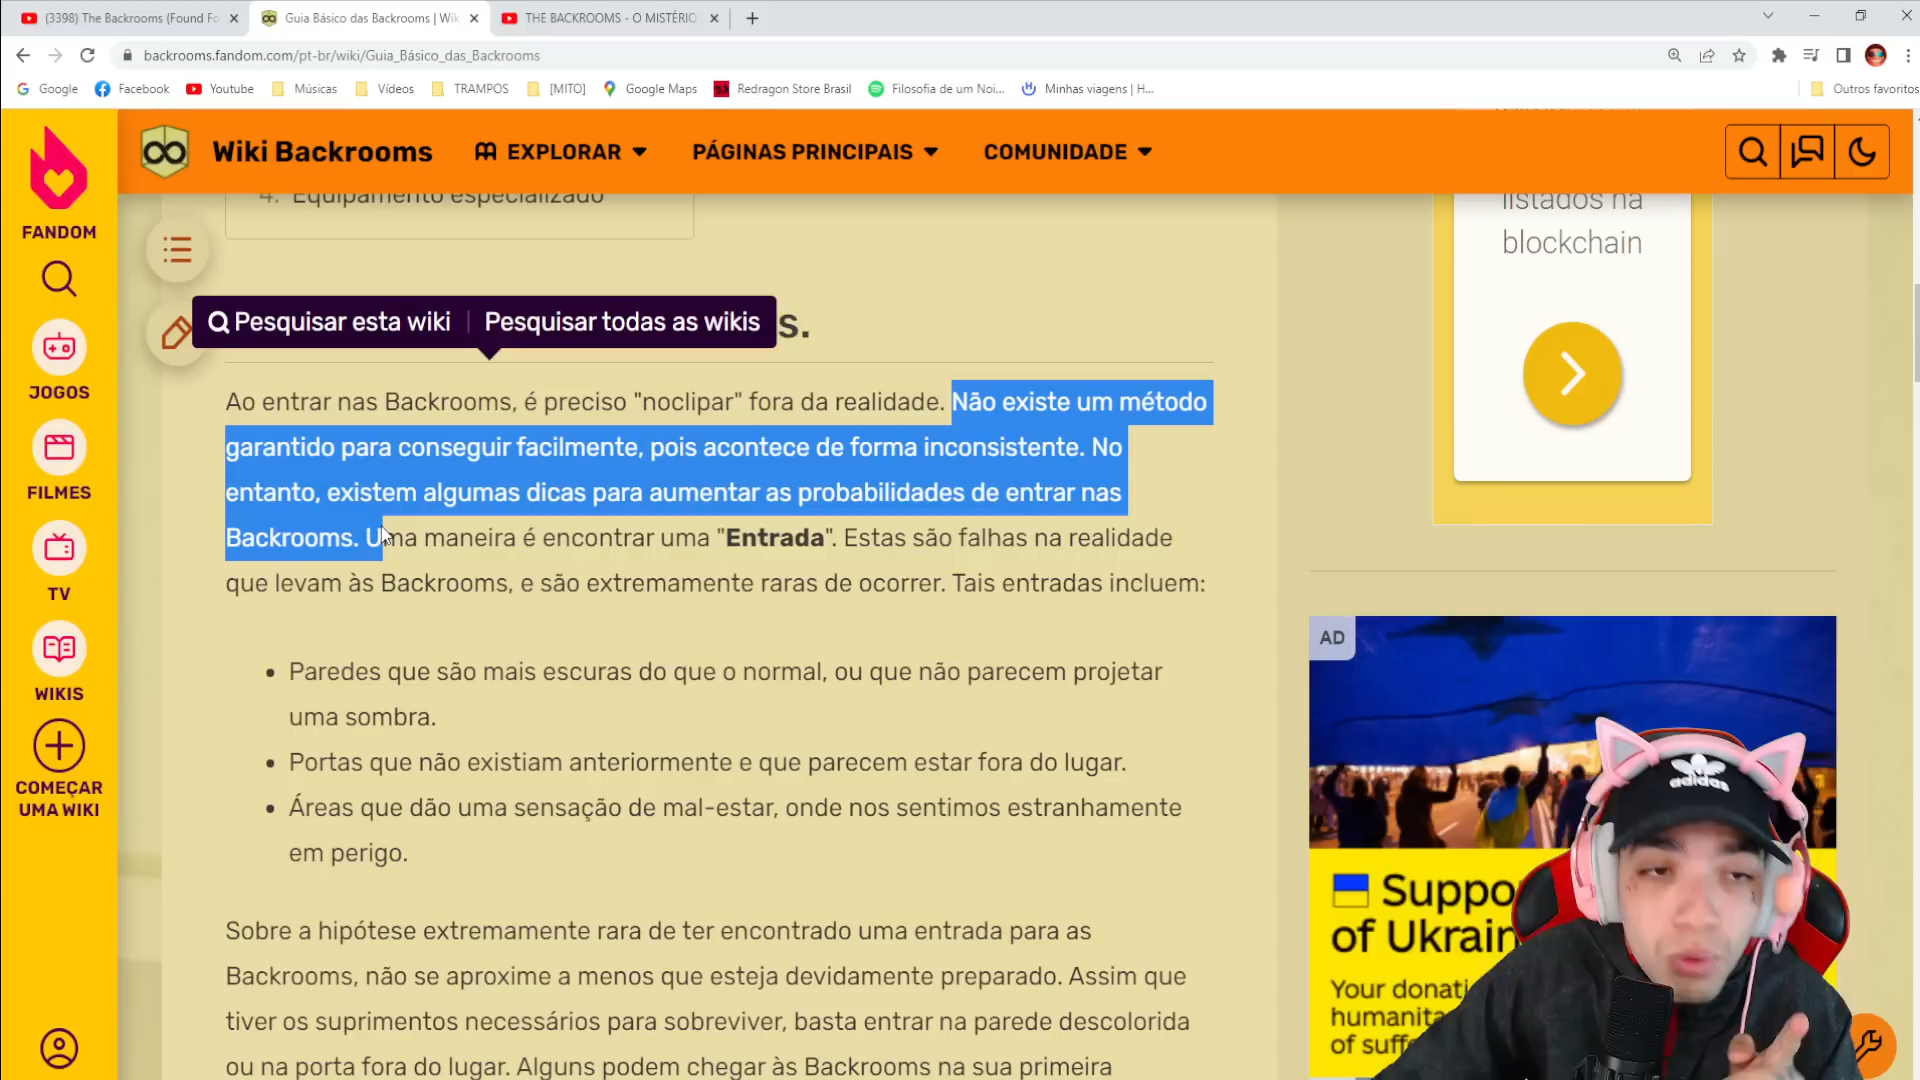 (3398) The Backrooms (Found Fo
Guia Básico das Backrooms | Wik
THE BACKROOMS - O MISTÉRIO
backrooms.fandom.com/pt-br/wiki/Guia_Básico_das_Backrooms
Google
Facebook
Youtube
Músicas
Vídeos
TRAMPOS
[MITO]
Google Maps
Redragon Store Brasil
Filosofia de um Noi...
Minhas viagens | H...
Outros favoritos
Wiki Backrooms
EXPLORAR
PÁGINAS PRINCIPAIS
COMUNIDADE
FANDOM
JOGOS
FILMES
TV
WIKIS
COMEÇAR
UMA WIKI
4. Equipamento especializado
Pesquisar esta wiki
Pesquisar todas as wikis
s.
Ao entrar nas Backrooms, é preciso "noclipar" fora da realidade. Não existe um método
garantido para conseguir facilmente, pois acontece de forma inconsistente. No
entanto, existem algumas dicas para aumentar as probabilidades de entrar nas
Backrooms. Uma maneira é encontrar uma "Entrada". Estas são falhas na realidade
que levam às Backrooms, e são extremamente raras de ocorrer. Tais entradas incluem:
• Paredes que são mais escuras do que o normal, ou que não parecem projetar
uma sombra.
• Portas que não existiam anteriormente e que parecem estar fora do lugar.
• Áreas que dão uma sensação de mal-estar, onde nos sentimos estranhamente
em perigo.
Sobre a hipótese extremamente rara de ter encontrado uma entrada para as
Backrooms, não se aproxime a menos que esteja devidamente preparado. Assim que
tiver os suprimentos necessários para sobreviver, basta entrar na parede descolorida
ou na porta fora do lugar. Alguns podem chegar às Backrooms na sua primeira
listados na
blockchain
AD
Suppo
of Ukrain
Your donati
humanita
of suffe
adidas